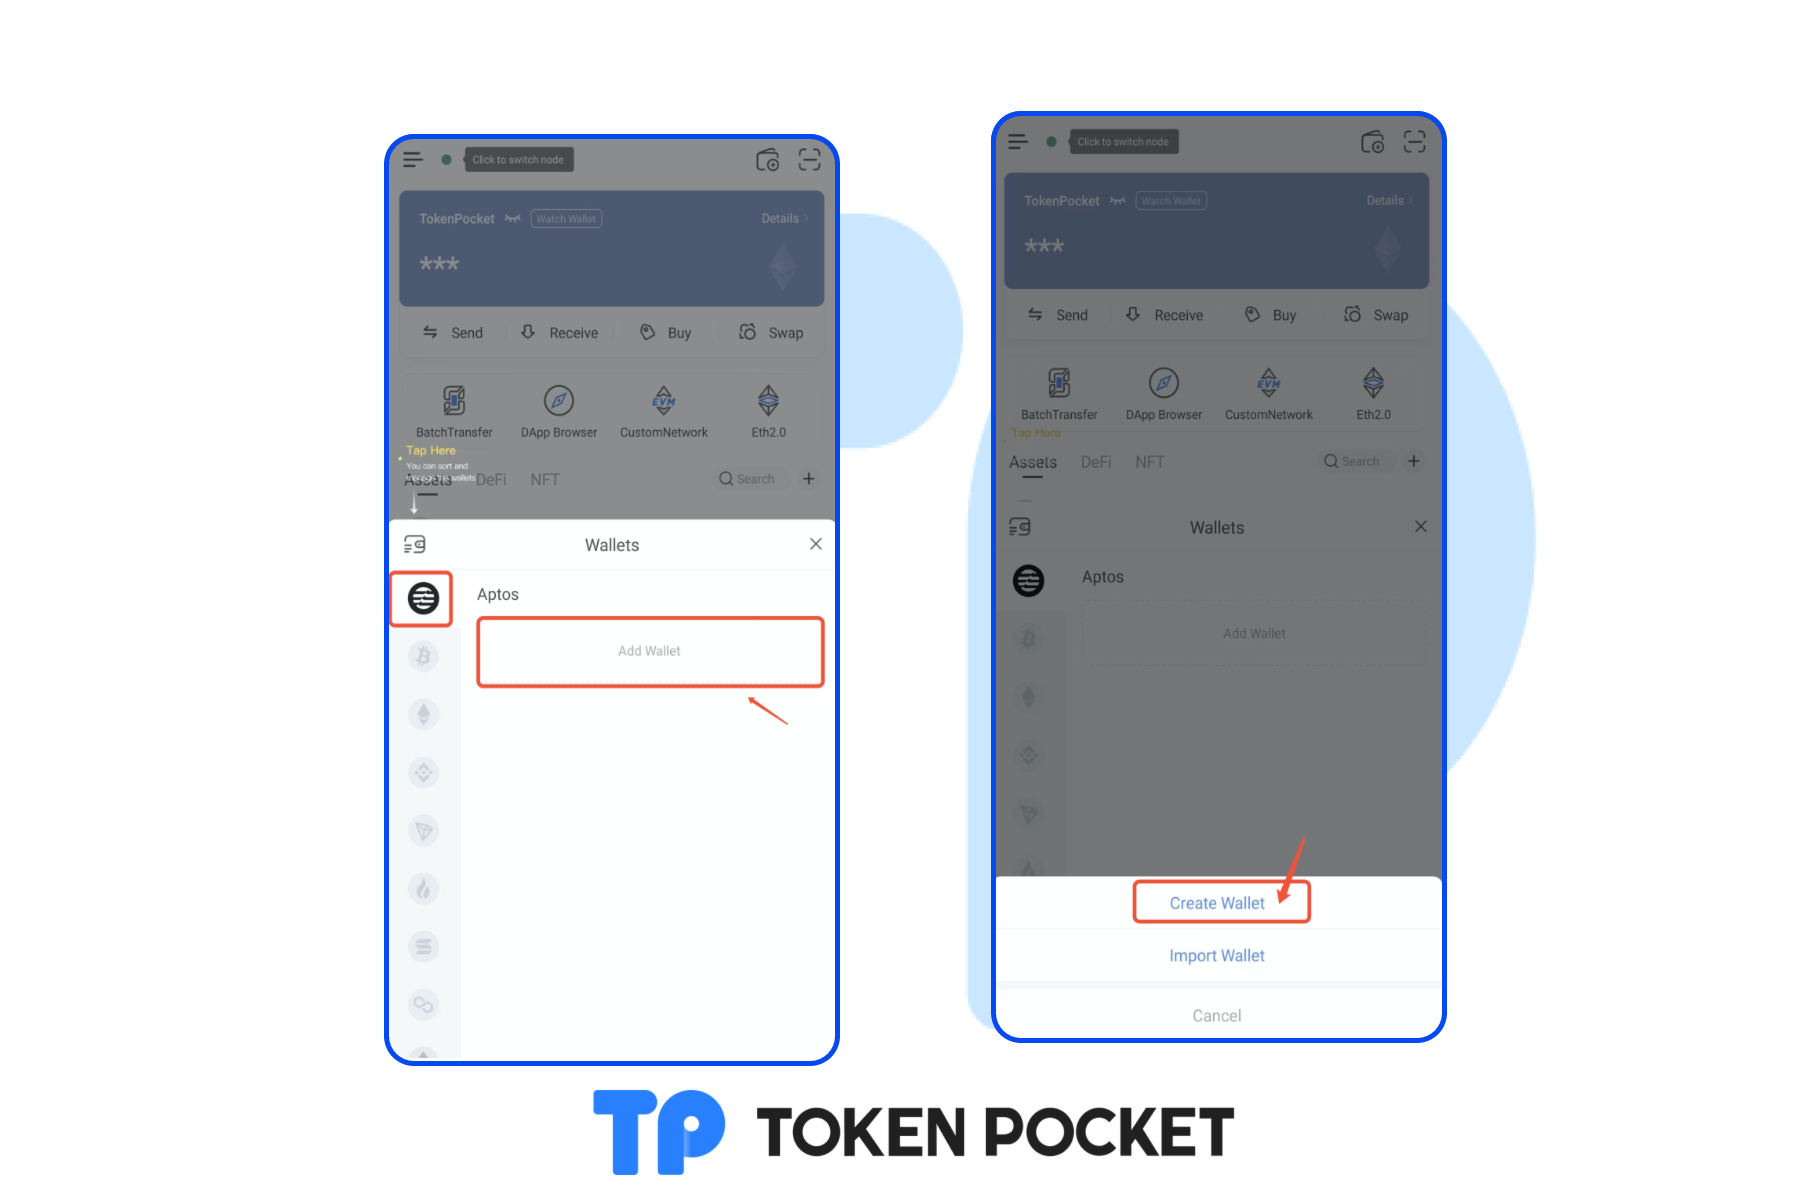 Click to switch node
TokenPocket Watch Wallet Details
***
Send Receive Buy Swap
BatchTransfer DApp Browser CustomNetwork Eth2.0
EVM
Tap Here
You can sort and
wallets
Assets DeFi NFT Search
Wallets
Aptos
Add Wallet
Click to switch node
TokenPocket Watch Wallet Details
***
Send Receive Buy Swap
EVM
BatchTransfer DApp Browser CustomNetwork Eth2.0
Tap Here
Assets DeFi NFT Search
Wallets
Aptos
Add Wallet
Create Wallet
Import Wallet
Cancel
TP TOKEN POCKET